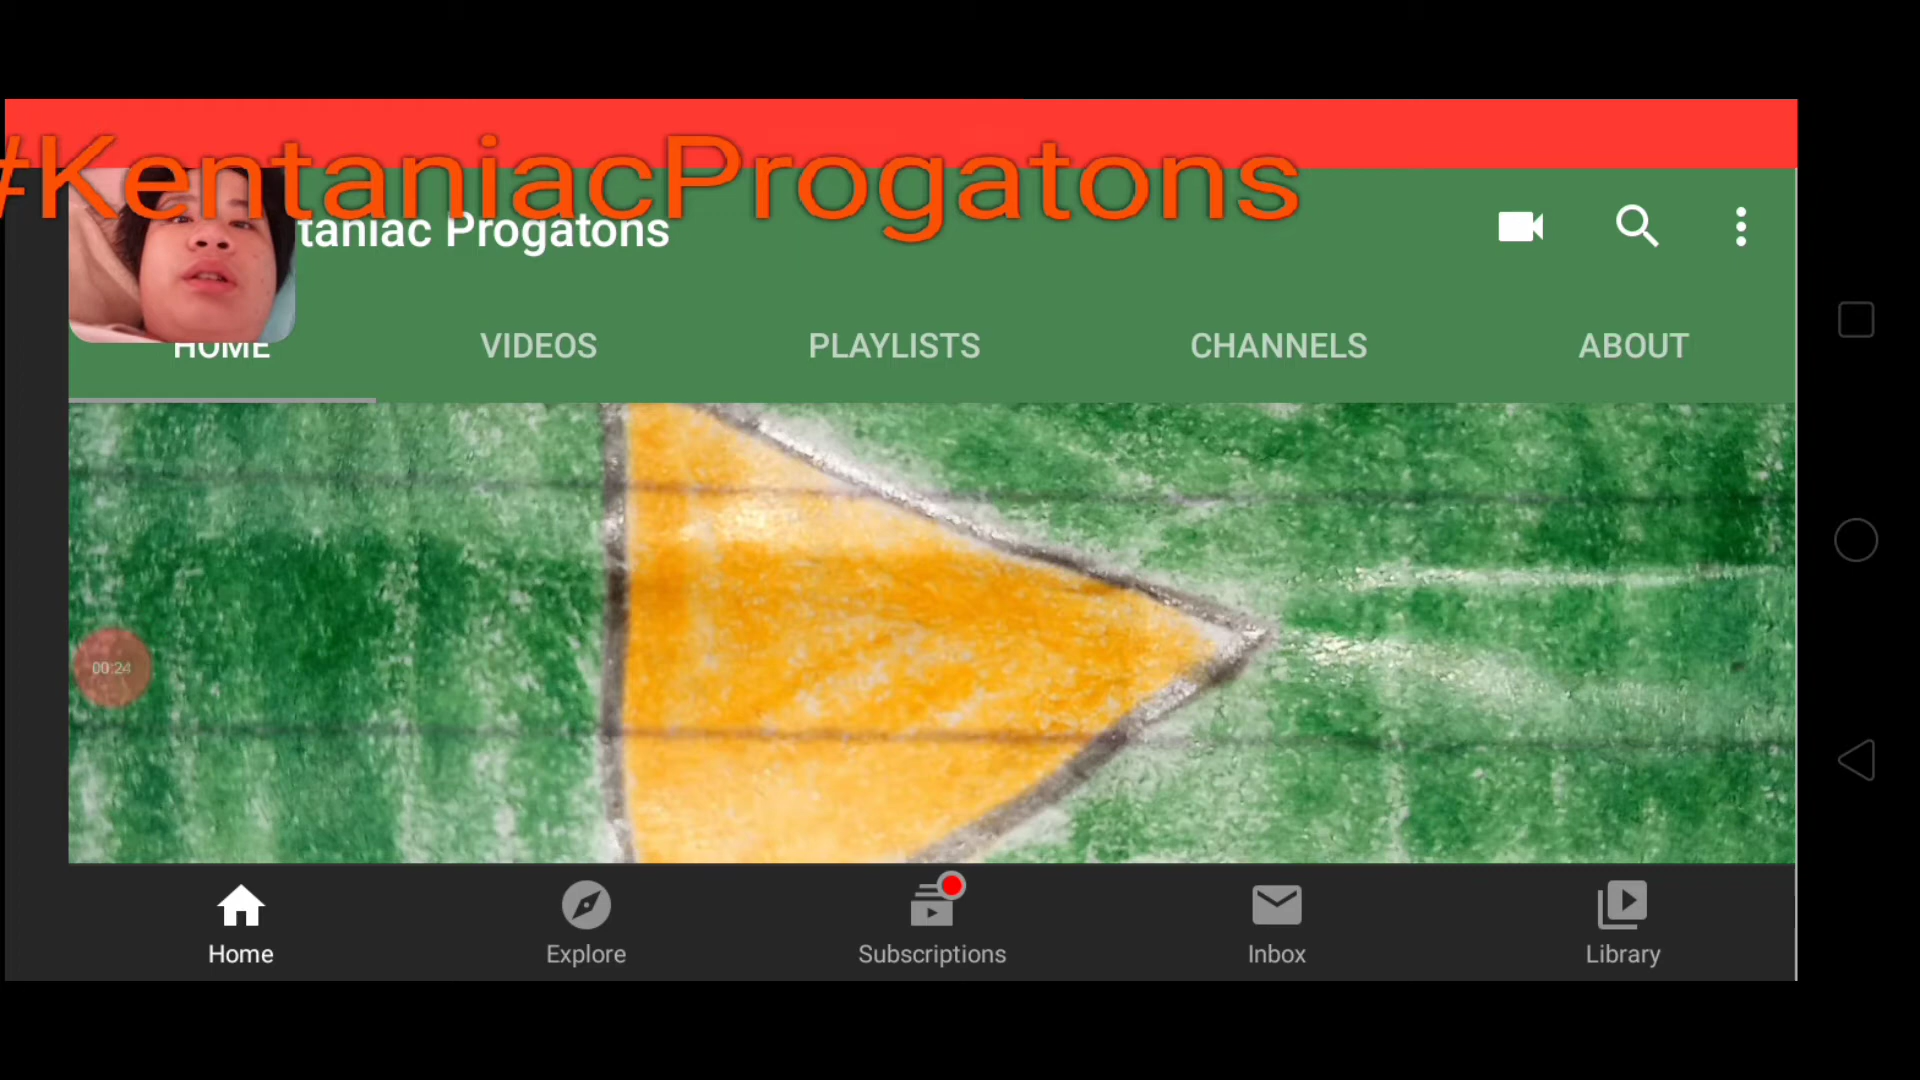 #KentaniacProgatons
taniac Progatons
HOME
VIDEOS
PLAYLISTS
CHANNELS
ABOUT
00:24
Home
Explore
Subscriptions
Inbox
Library